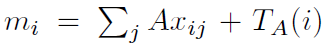 m_i = ∑_j Ax_{ij} + T_A(i)